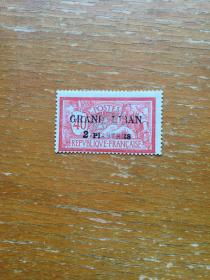 POSTES
40
GRAND LIBAN
2 PIASTRES
REPUBLIQUE FRANÇAISE